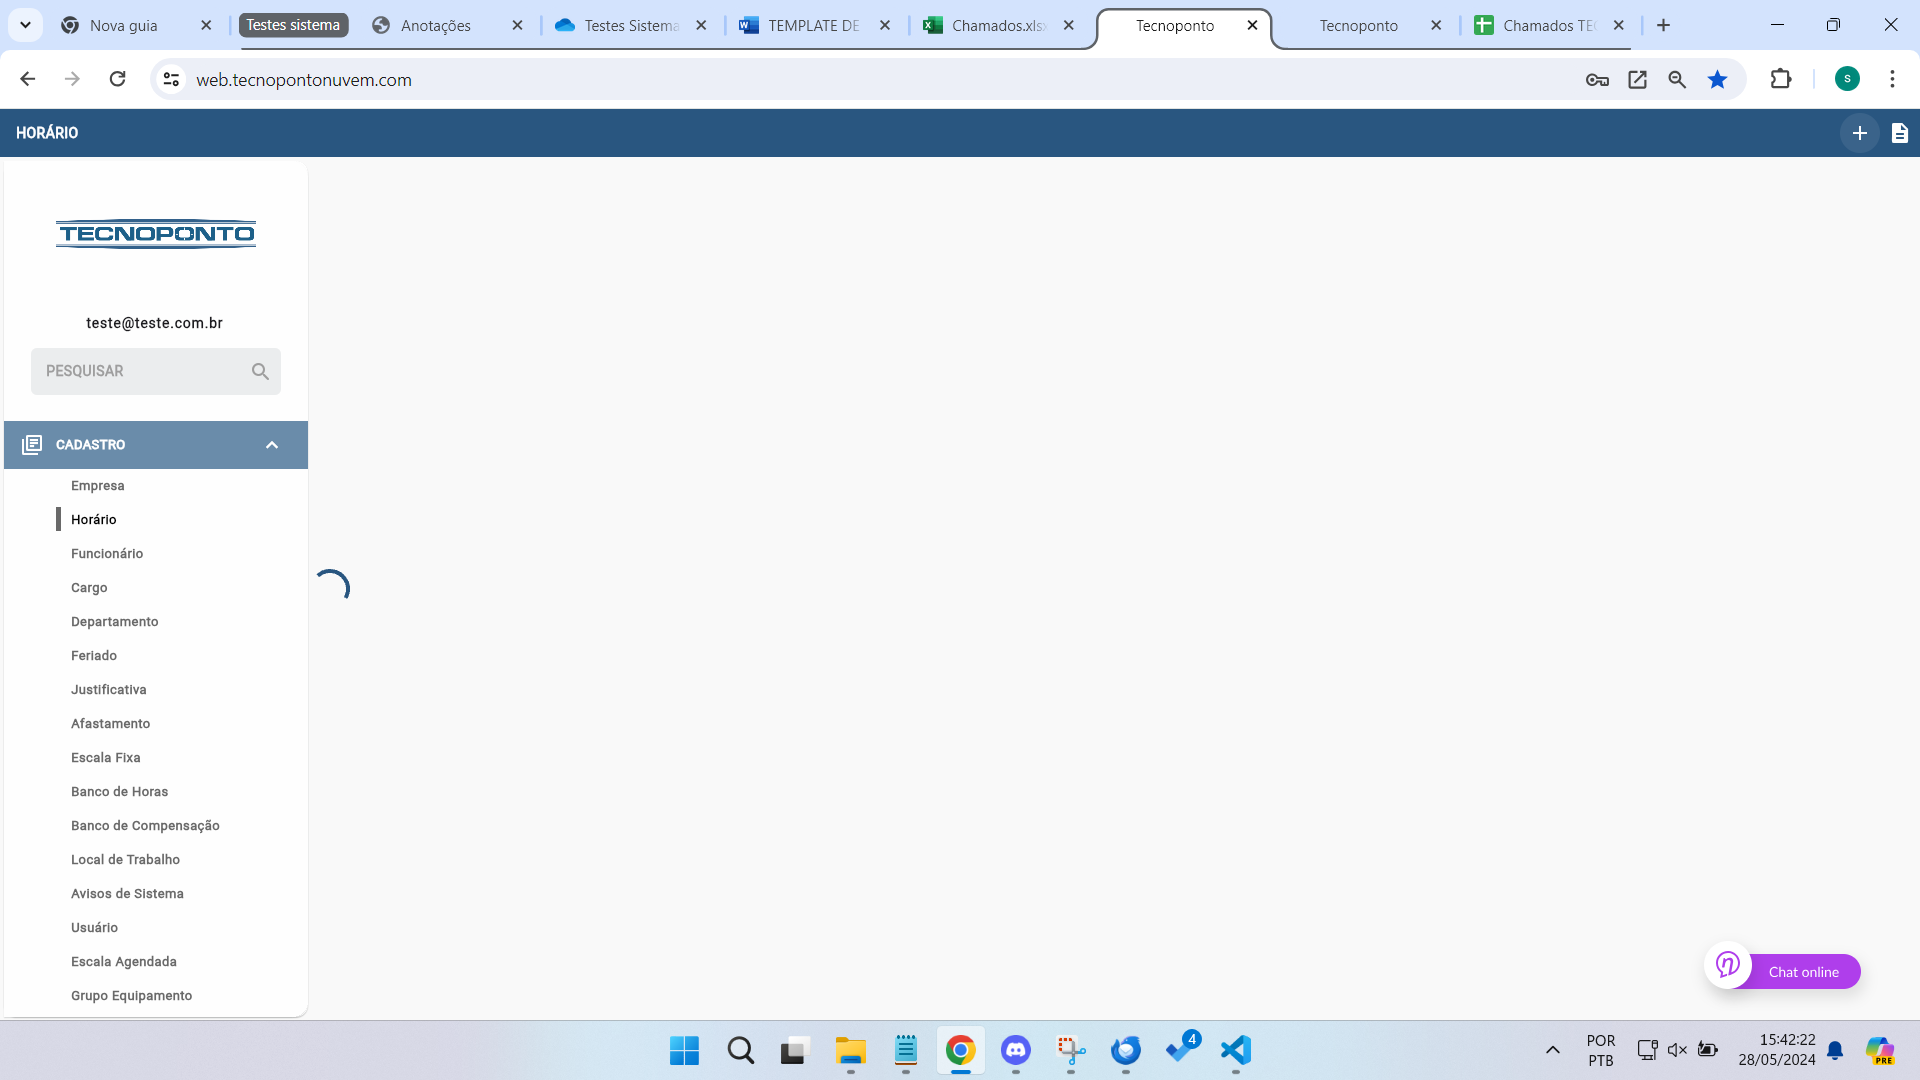 Nova guia
Testes sistema
Anotações
Testes Sistema
TEMPLATE DE
Chamados.xlsx
Tecnoponto
Tecnoponto
Chamados TEC
web.tecnopontonuvem.com
S
HORÁRIO
TECNOPONTO
teste@teste.com.br
PESQUISAR
CADASTRO
Empresa
Horário
Funcionário
Cargo
Departamento
Feriado
Justificativa
Afastamento
Escala Fixa
Banco de Horas
Banco de Compensação
Local de Trabalho
Avisos de Sistema
Usuário
Escala Agendada
Grupo Equipamento
Chat online
4
POR
PTB
15:42:22
28/05/2024
PRE